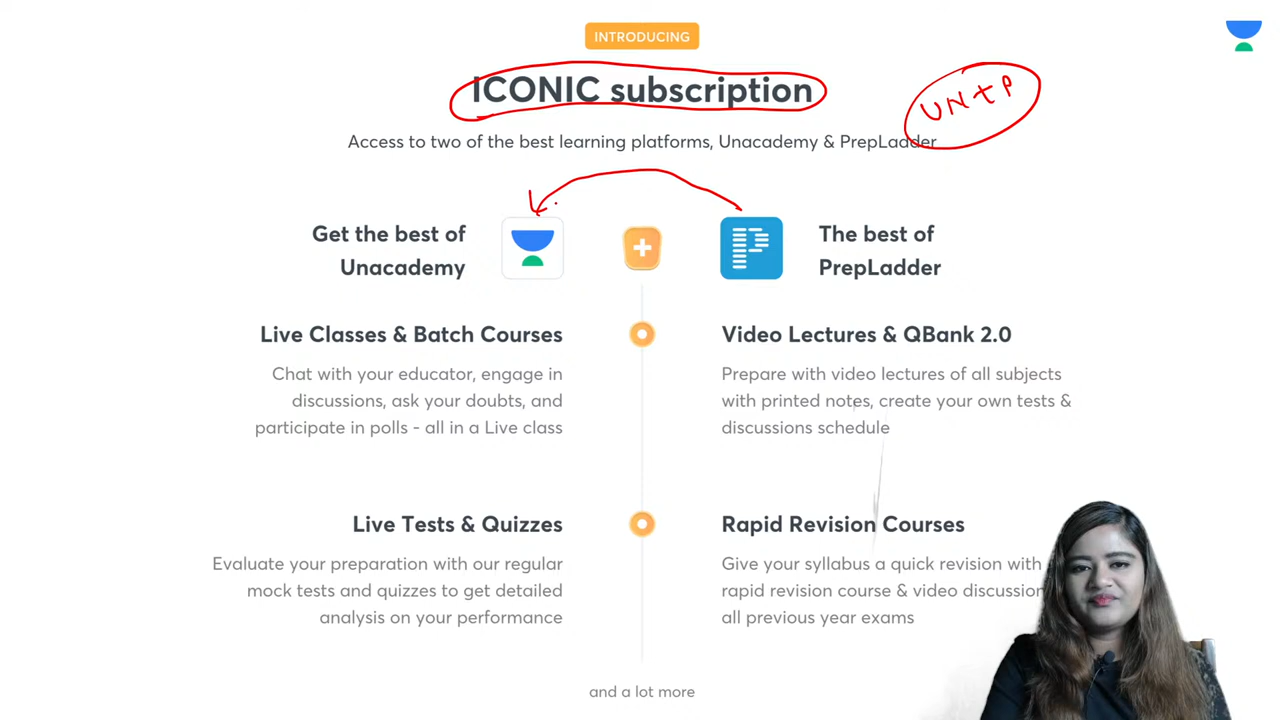 INTRODUCING
ICONIC subscription
UN+P
Access to two of the best learning platforms, Unacademy & PrepLadder
Get the best of
Unacademy
The best of
PrepLadder
Live Classes & Batch Courses
Chat with your educator, engage in
discussions, ask your doubts, and
participate in polls - all in a Live class
Video Lectures & QBank 2.0
Prepare with video lectures of all subjects
with printed notes, create your own tests &
discussions schedule
Live Tests & Quizzes
Evaluate your preparation with our regular
mock tests and quizzes to get detailed
analysis on your performance
Rapid Revision Courses
Give your syllabus a quick revision with
rapid revision course & video discussion
all previous year exams
and a lot more